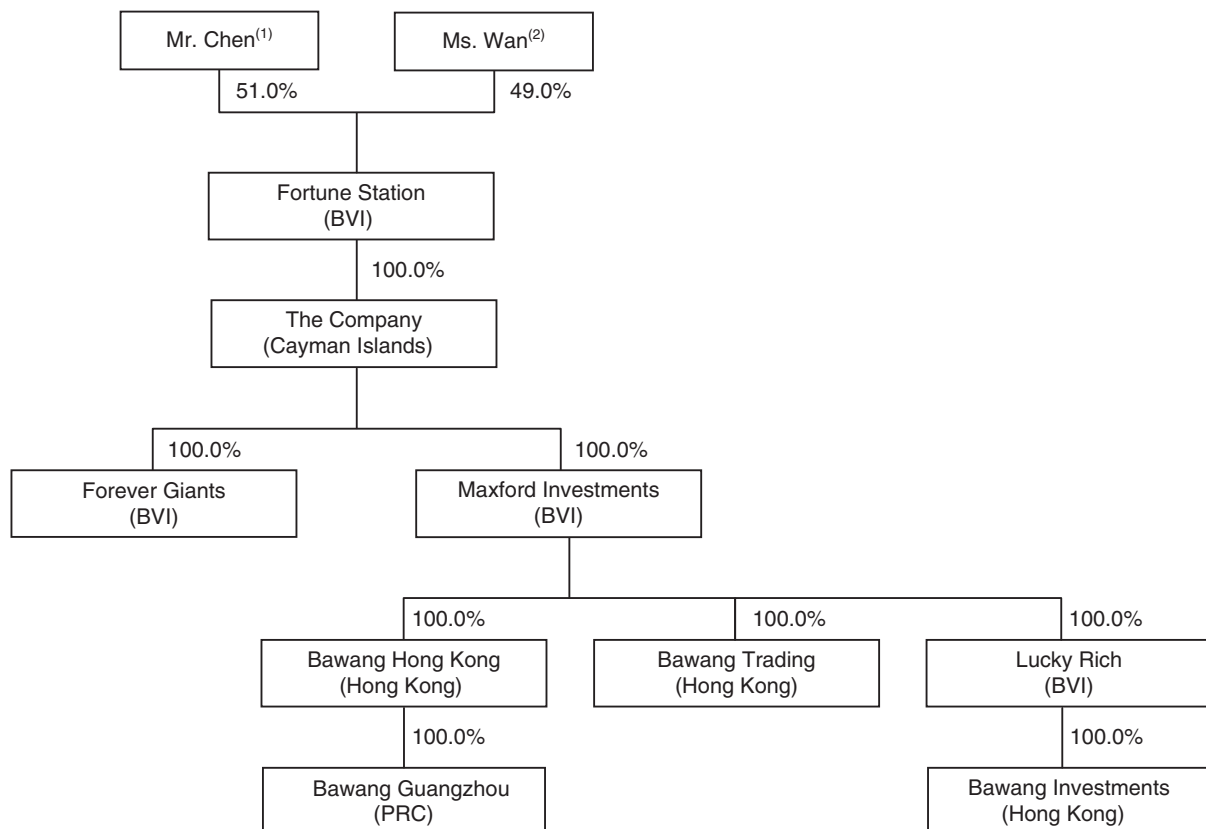 Mr. Chen(1)
Ms. Wan(2)
51.0%
49.0%
Fortune Station
(BVI)
100.0%
The Company
(Cayman Islands)
100.0%
100.0%
Forever Giants
(BVI)
Maxford Investments
(BVI)
100.0%
100.0%
100.0%
Bawang Hong Kong
(Hong Kong)
Bawang Trading
(Hong Kong)
Lucky Rich
(BVI)
100.0%
100.0%
Bawang Guangzhou
(PRC)
Bawang Investments
(Hong Kong)